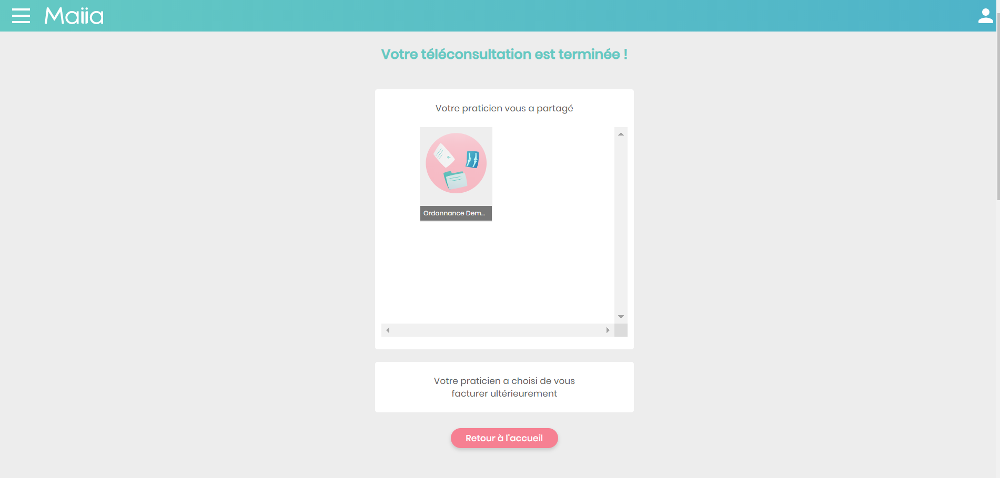 Maiia
Votre téléconsultation est terminée !
Votre praticien vous a partagé
Ordonnance Dem...
Votre praticien a choisi de vous
facturer ultérieurement
Retour à l'accueil